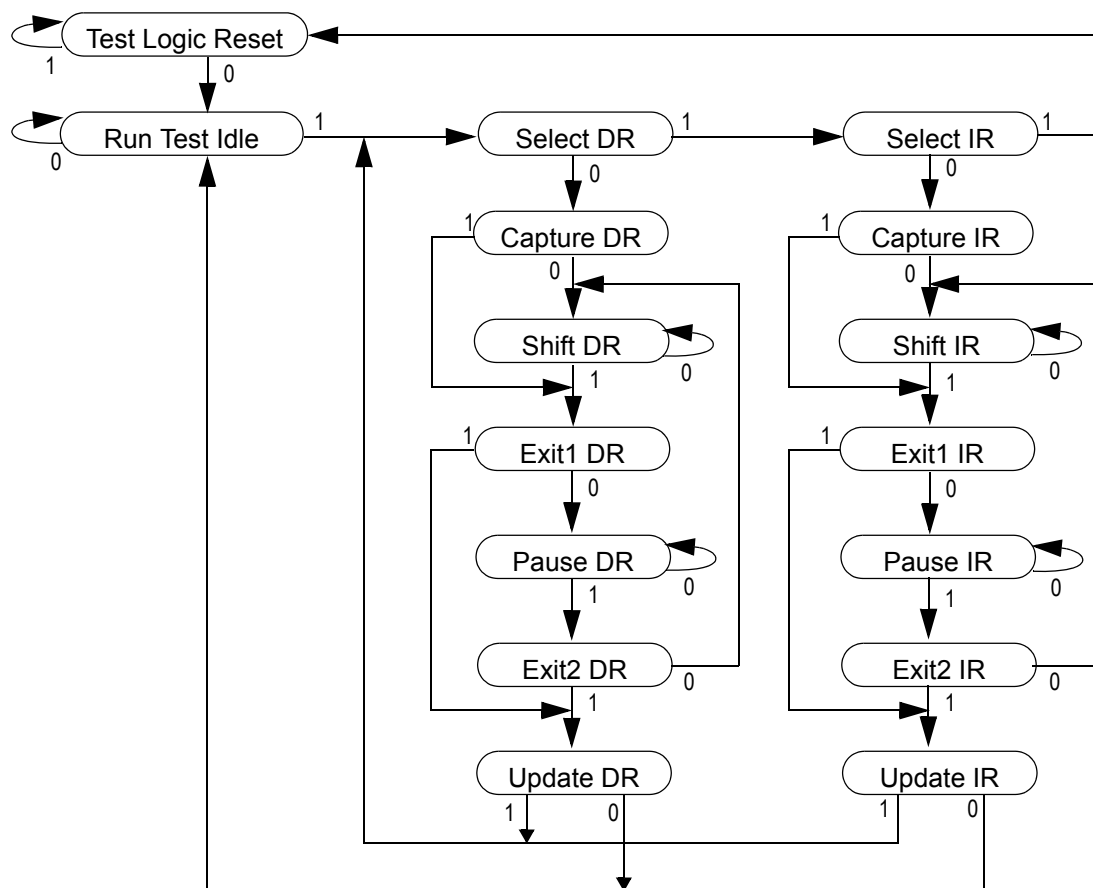 Test Logic Reset
1
0
Run Test Idle
1
Select DR
1
Select IR
1
0
0
0
1
Capture DR
1
Capture IR
0
0
Shift DR
Shift IR
0
0
1
1
1
Exit1 DR
1
Exit1 IR
0
0
Pause DR
Pause IR
0
0
1
1
Exit2 DR
Exit2 IR
0
0
1
1
Update DR
Update IR
1
0
1
0